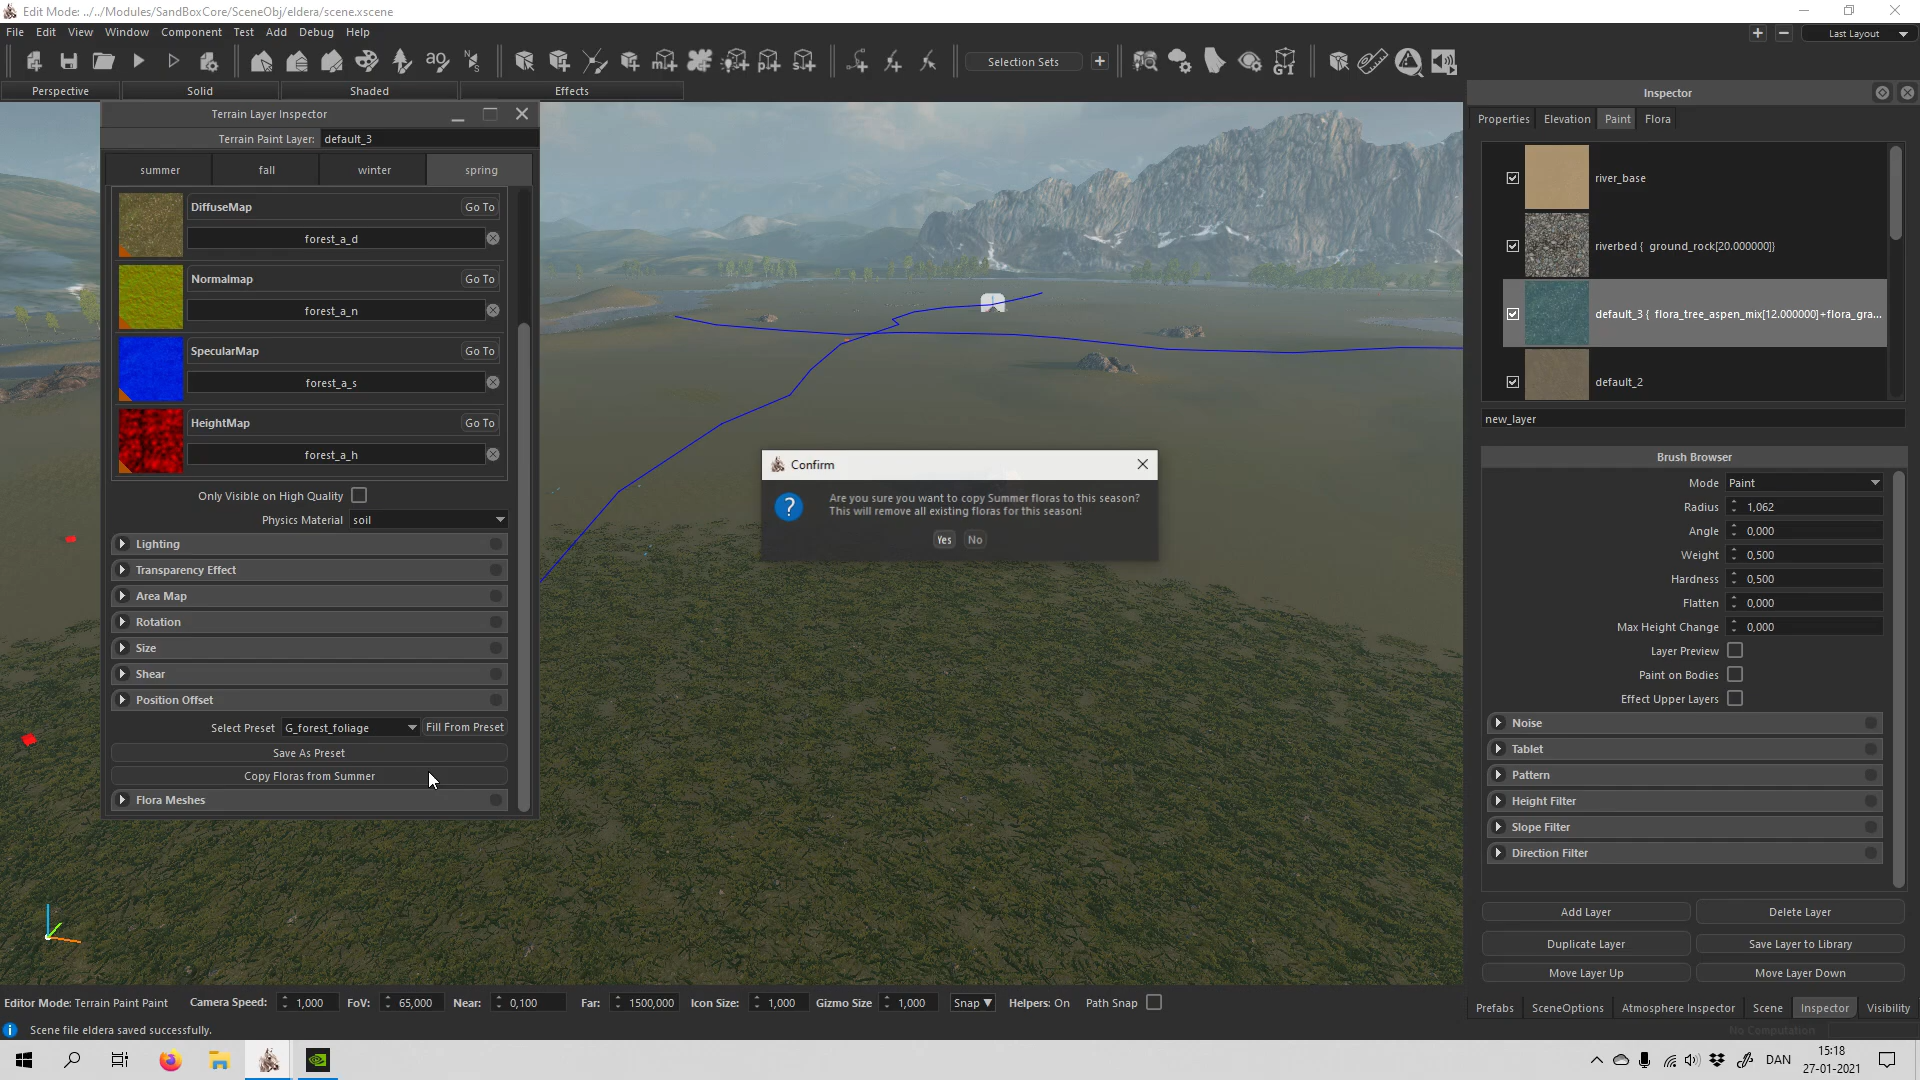 Edit Mode: ../../Modules/SandBoxCore/SceneObj/eldera/scene.xscene
File Edit View Window Component Test Add Debug Help
Last Layout
Selection Sets
Perspective Solid Shaded Effects
Terrain Layer Inspector
Terrain Paint Layer: default_3
summer fall winter spring
DiffuseMap Go To
forest_a_d
Normalmap Go To
forest_a_n
SpecularMap Go To
forest_a_s
HeightMap Go To
forest_a_h
Only Visible on High Quality
Physics Material soil
Lighting
Transparency Effect
Area Map
Rotation
Size
Shear
Position Offset
Select Preset G_forest_foliage Fill From Preset
Save As Preset
Copy Floras from Summer
Flora Meshes
Confirm
Are you sure you want to copy Summer floras to this season?
This will remove all existing floras for this season!
Yes No
Inspector
Properties Elevation Paint Flora
river_base
riverbed { ground_rock[20.000000]}
default_3 { flora_tree_aspen_mix[12.000000]+flora_gra...
default_2
new_layer
Brush Browser
Mode Paint
Radius 1,062
Angle 0,000
Weight 0,500
Hardness 0,500
Flatten 0,000
Max Height Change 0,000
Layer Preview
Paint on Bodies
Effect Upper Layers
Noise
Tablet
Pattern
Height Filter
Slope Filter
Direction Filter
Add Layer Delete Layer
Duplicate Layer Save Layer to Library
Move Layer Up Move Layer Down
Prefabs SceneOptions Atmosphere Inspector Scene Inspector Visibility
No Computation
Editor Mode: Terrain Paint Paint Camera Speed: 1,000 FoV: 65,000 Near: 0,100 Far: 1500,000 Icon Size: 1,000 Gizmo Size 1,000 Snap Helpers: On Path Snap
Scene file eldera saved successfully.
DAN
15:18
27-01-2021